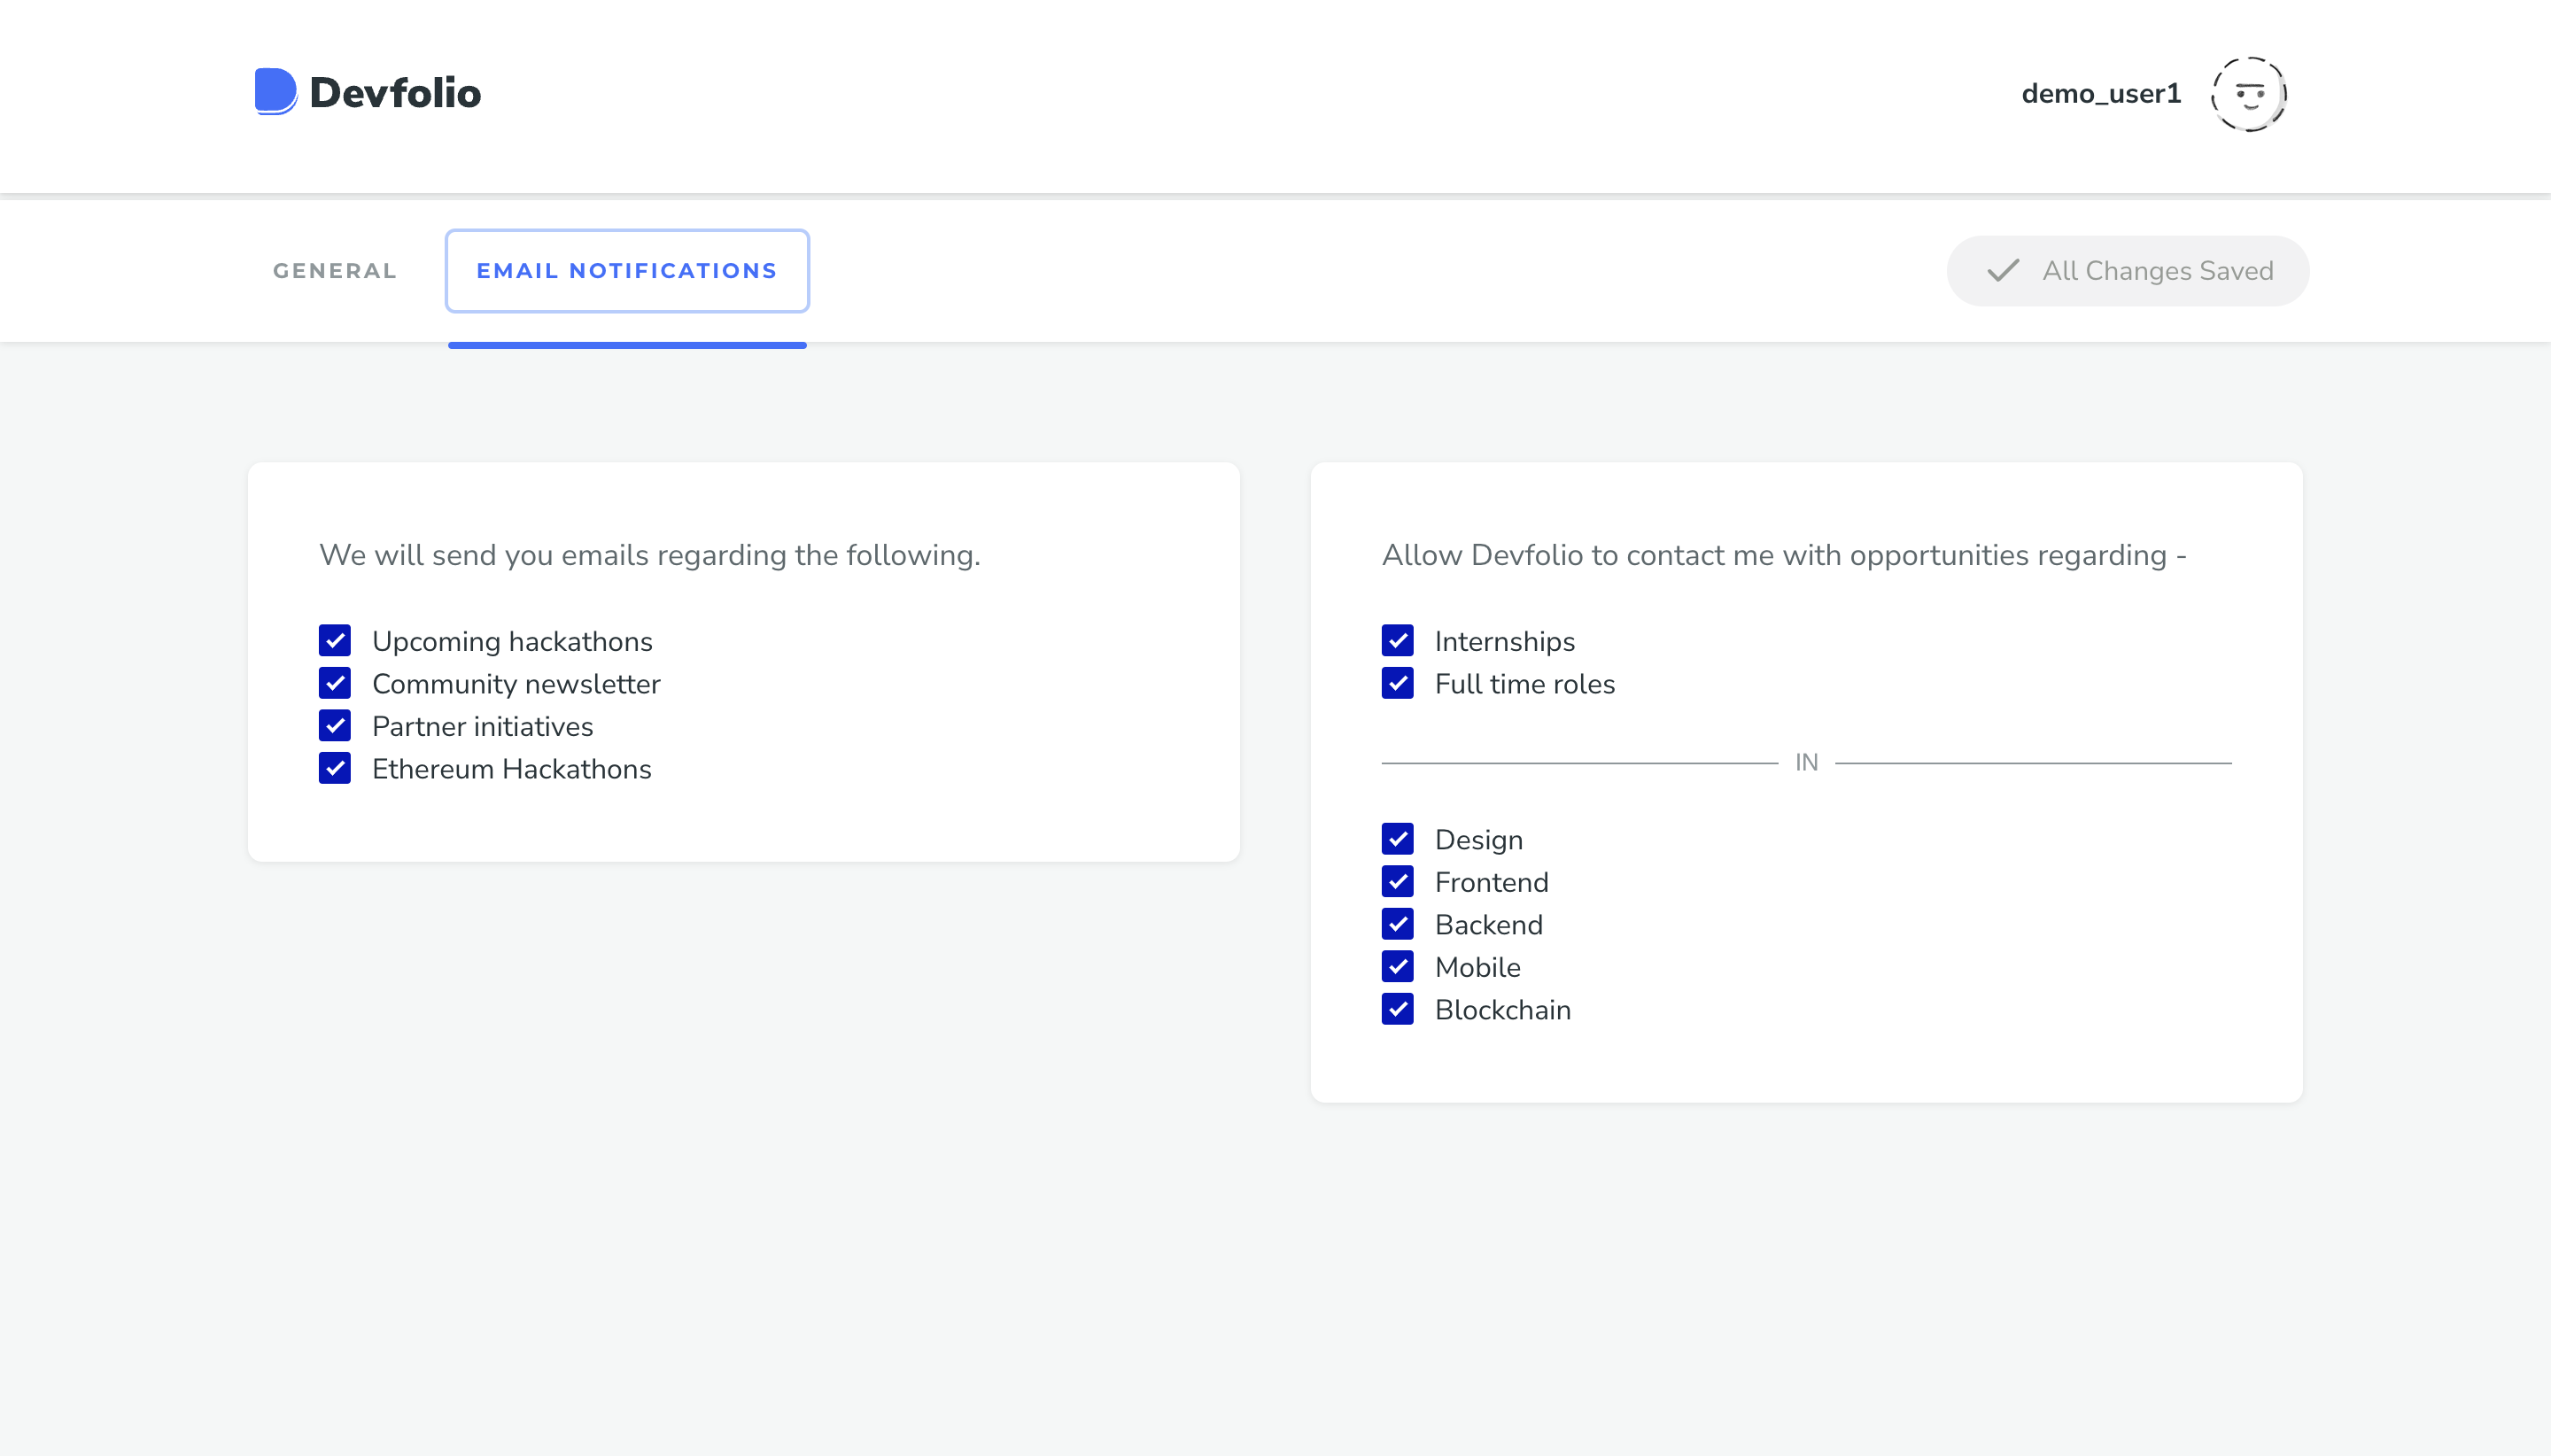 Devfolio
demo_user1
GENERAL
EMAIL NOTIFICATIONS
All Changes Saved
We will send you emails regarding the following.
Upcoming hackathons
Community newsletter
Partner initiatives
Ethereum Hackathons
Allow Devfolio to contact me with opportunities regarding -
Internships
Full time roles
IN
Design
Frontend
Backend
Mobile
Blockchain